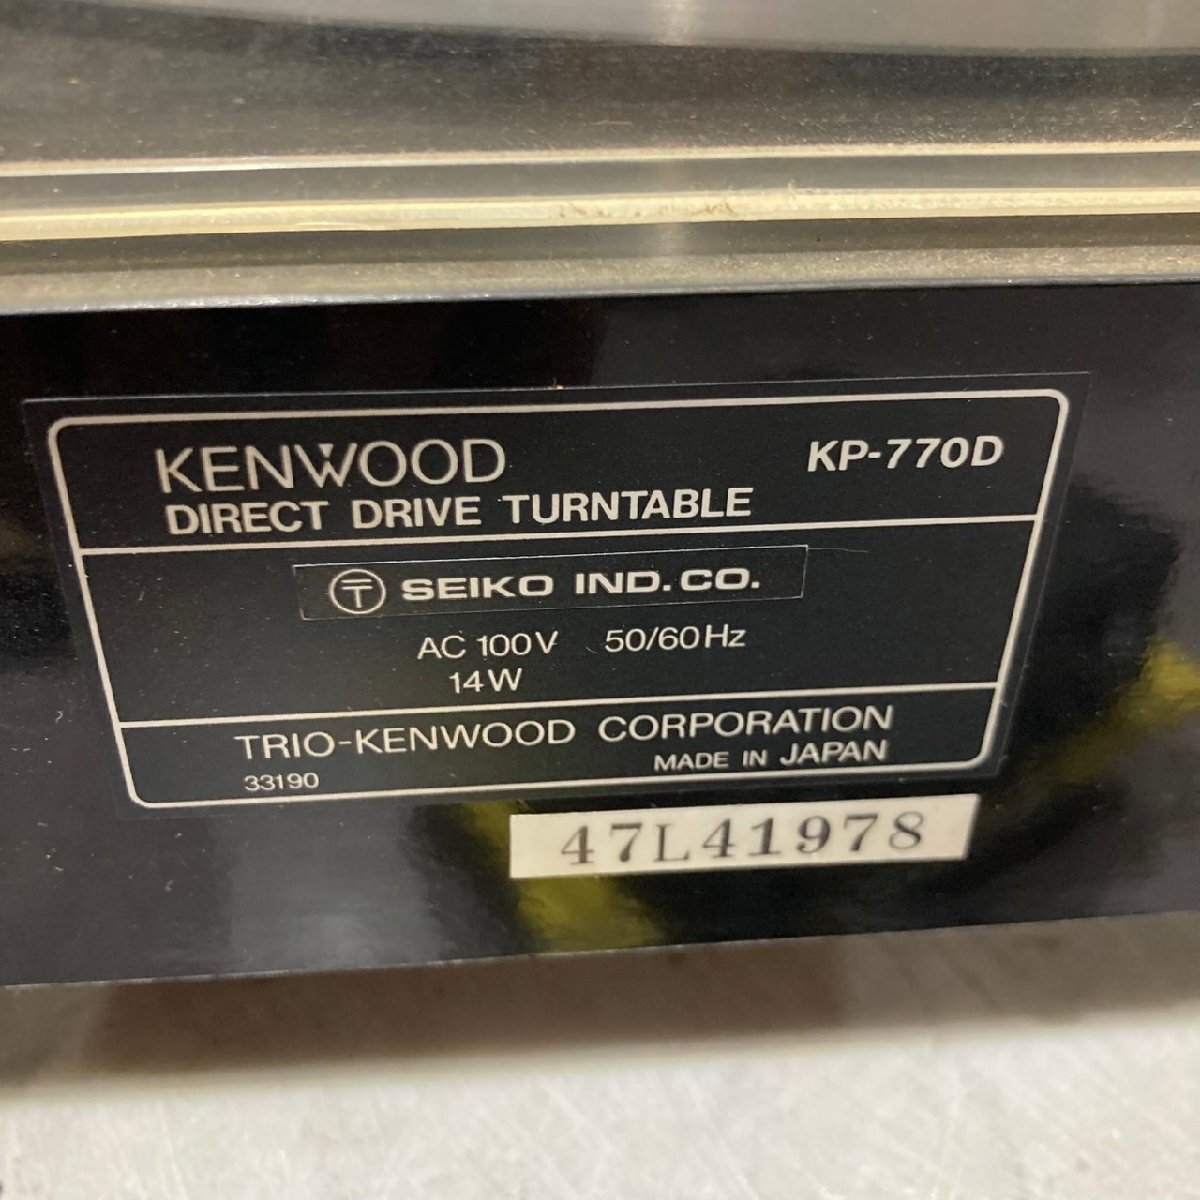 KENWOOD KP-770D
DIRECT DRIVE TURNTABLE
〒 SEIKO IND. CO.
AC 100V 50/60Hz
14W
TRIO-KENWOOD CORPORATION
33190 MADE IN JAPAN
47L41978